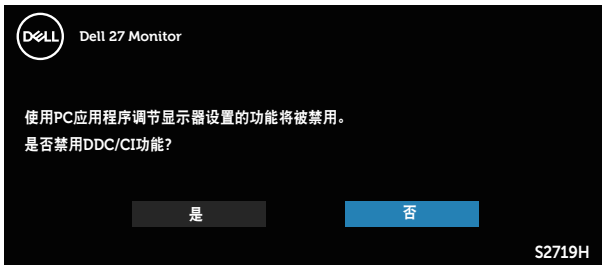 DELL
Dell 27 Monitor
使用PC应用程序调节显示器设置的功能将被禁用。
是否禁用DDC/CI功能?
是
否
S2719H